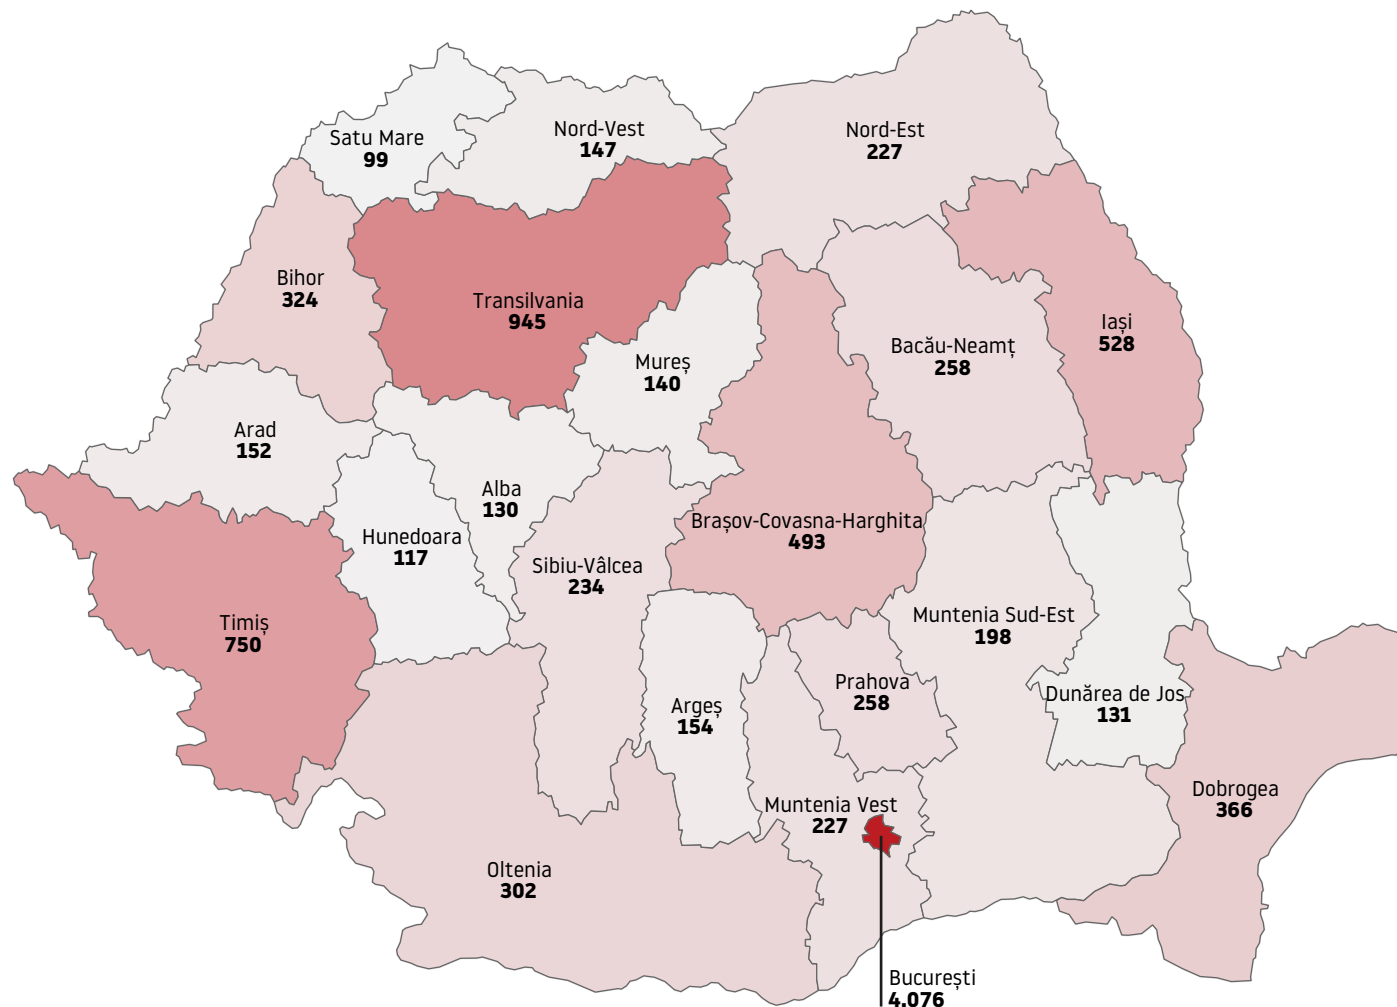 Nord-Est
227
Nord-Vest
147
Satu Mare
99
Bihor
324
Transilvania
945
Iași
528
Bacău-Neamț
258
Mureș
140
Arad
152
Alba
130
Brașov-Covasna-Harghita
493
Hunedoara
117
Sibiu-Vâlcea
234
Muntenia Sud-Est
198
Timiș
750
Prahova
258
Dunărea de Jos
131
Argeș
154
Dobrogea
366
Muntenia Vest
227
Oltenia
302
București
4.076